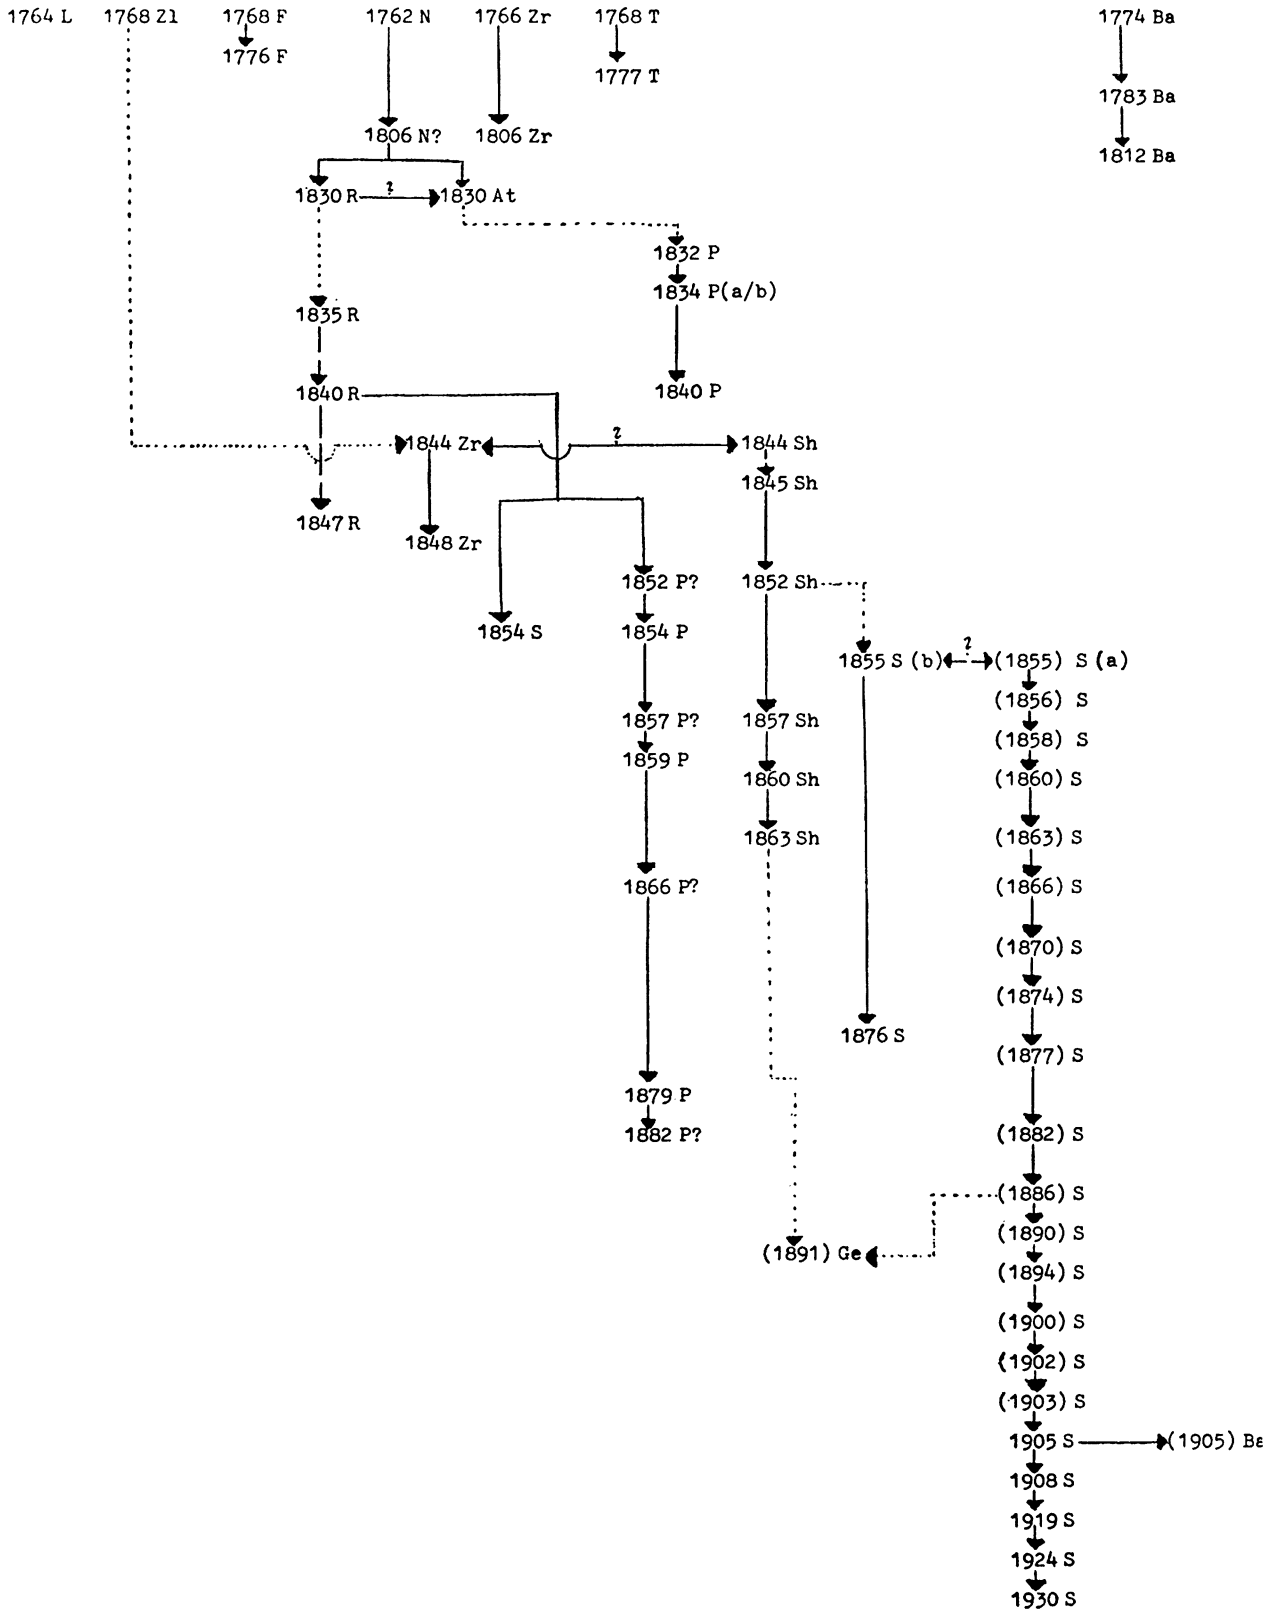 1764 L 1768 Zl 1768 F 1762 N 1766 Zr 1768 T 1774 Ba
1776 F
1777 T
1783 Ba
1806 N? 1806 Zr
1812 Ba
1830 R ? 1830 At
1832 P
1834 P(a/b)
1835 R
1840 R 1840 P
1844 Zr ? 1844 Sh
1845 Sh
1847 R
1848 Zr
1852 P? 1852 Sh
1854 S 1854 P
1855 S (b) ? (1855) S (a)
(1856) S
1857 P? 1857 Sh
(1858) S
1859 P
1860 Sh (1860) S
1863 Sh (1863) S
1866 P? (1866) S
(1870) S
(1874) S
1876 S
(1877) S
1879 P
1882 P? (1882) S
(1886) S
(1890) S
(1891) Ge
(1894) S
(1900) S
(1902) S
(1903) S
1905 S (1905) Ba
1908 S
1919 S
1924 S
1930 S